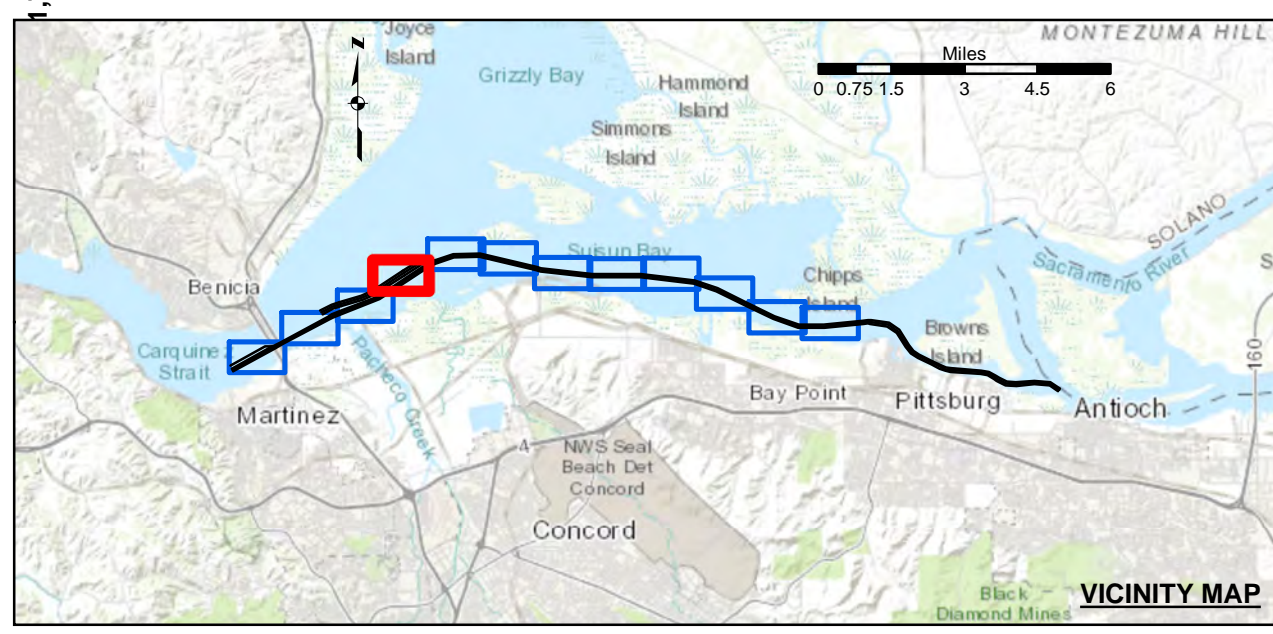 Joyce
Island
MONTEZUMA HILL
N
Miles
0 0.75 1.5 3 4.5 6
Grizzly Bay
Hammond
Island
Simmons
Island
SOLANO
Sacramento River
S
Suisun Bay
Benicia
Chipps
Island
Browns
Island
Carquinez
Strait
Pacheco Creek
160
Martinez
Bay Point
Pittsburg
Antioch
4
NWS Seal
Beach Det
Concord
Concord
Black
Diamond Mines
VICINITY MAP